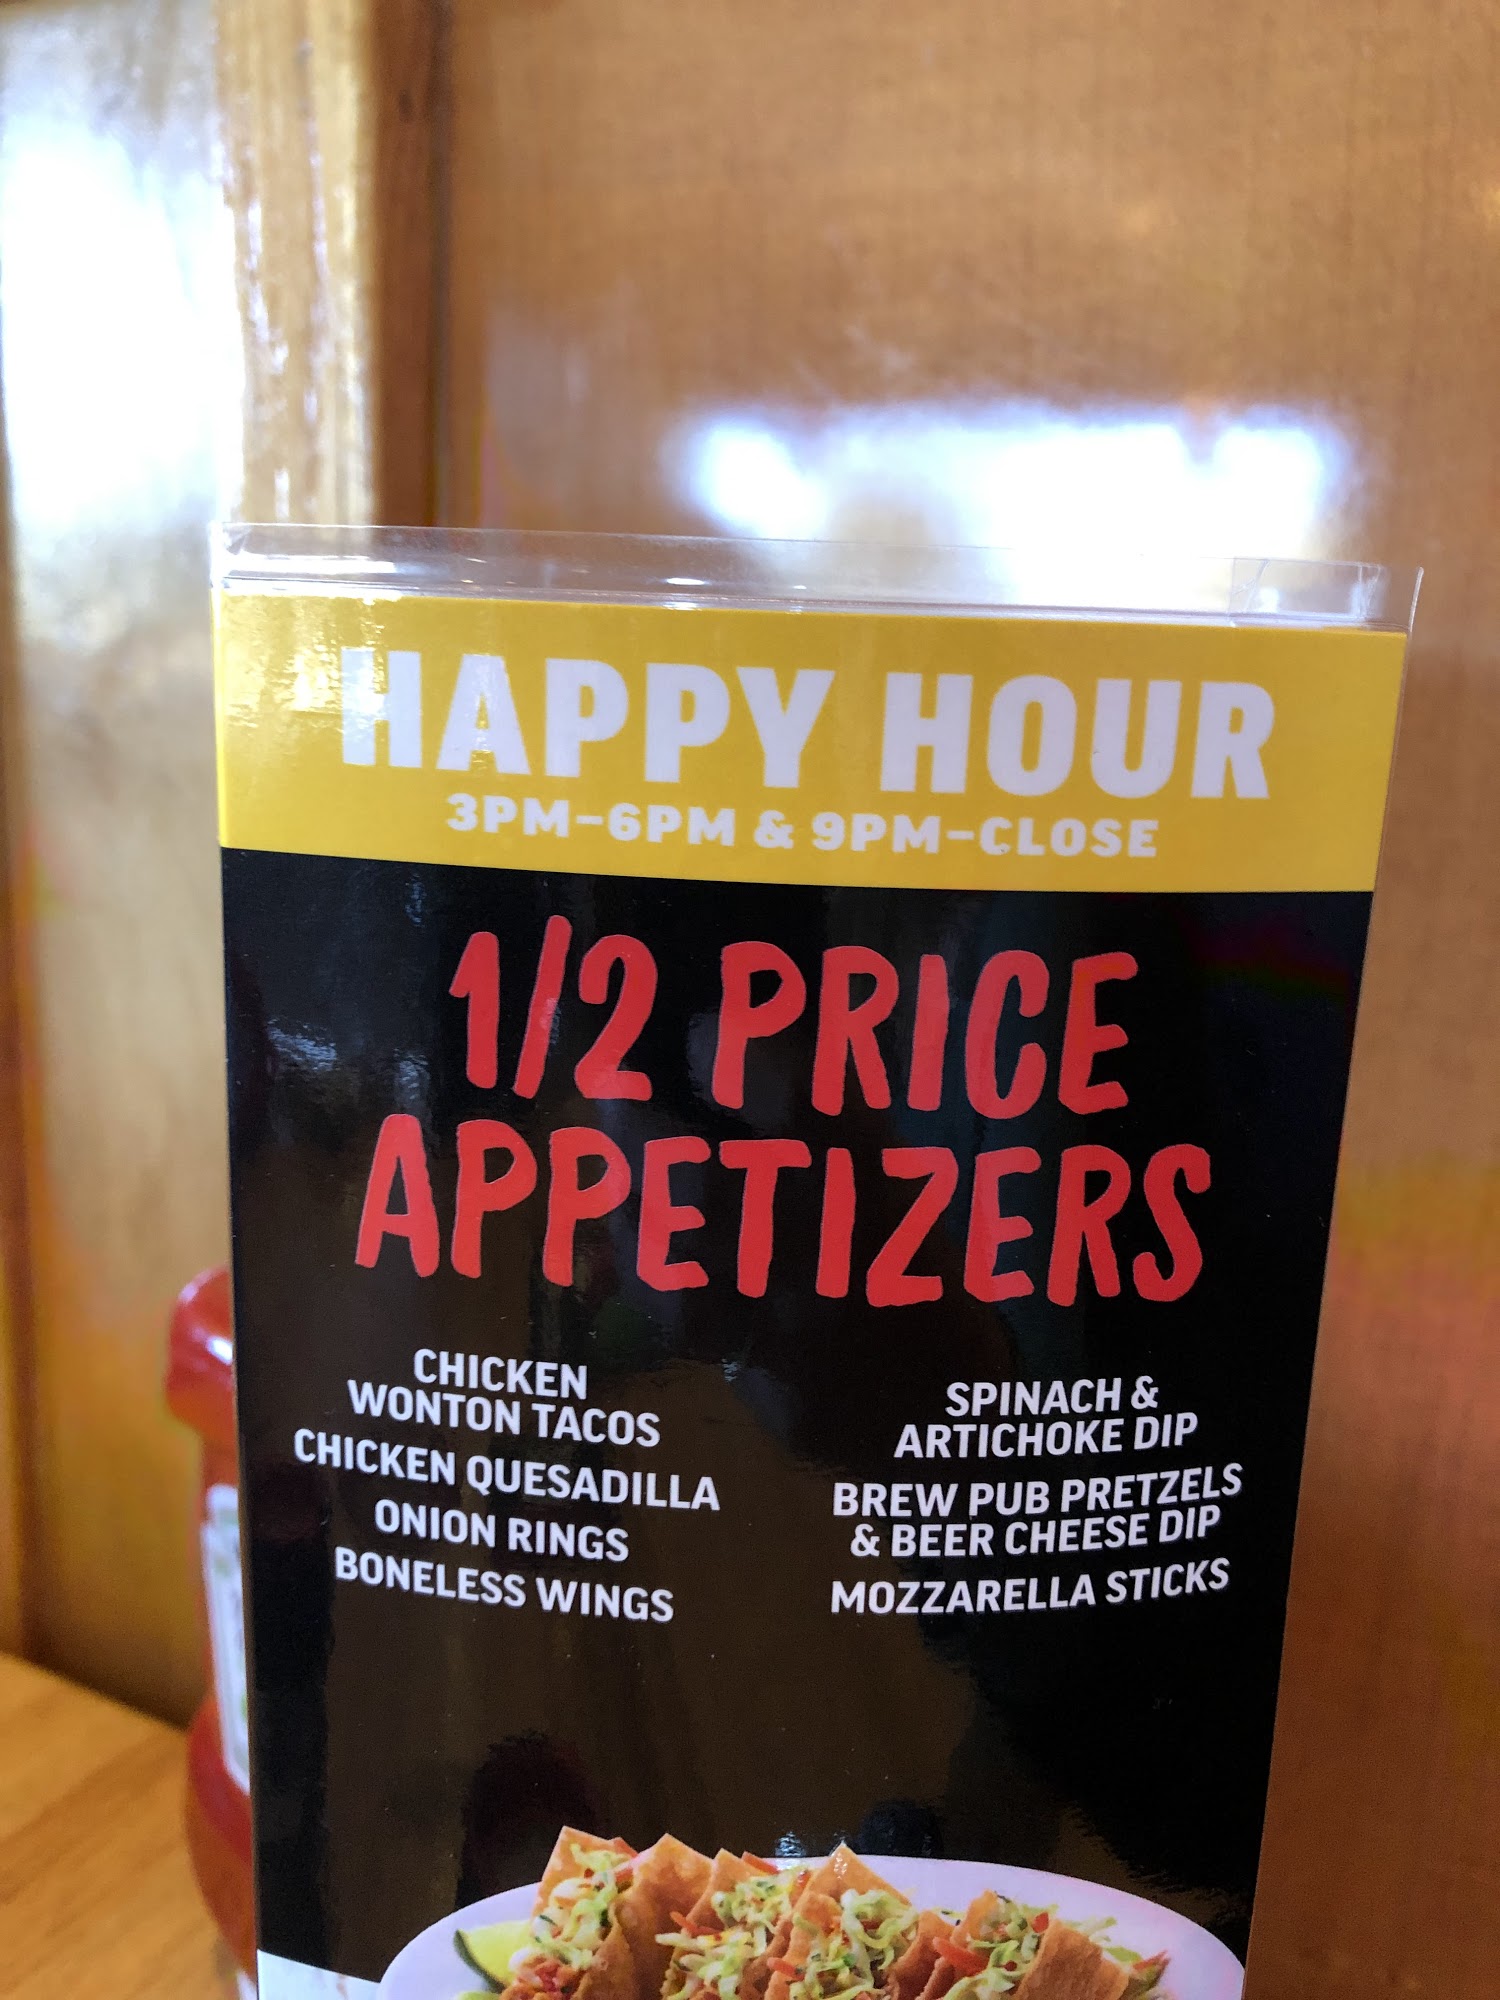 HAPPY HOUR
3PM–6PM & 9PM–CLOSE
1/2 PRICE
APPETIZERS
CHICKEN
WONTON TACOS
CHICKEN QUESADILLA
ONION RINGS
BONELESS WINGS
SPINACH &
ARTICHOKE DIP
BREW PUB PRETZELS
& BEER CHEESE DIP
MOZZARELLA STICKS